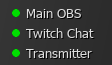 Main OBS
Twitch Chat
Transmitter